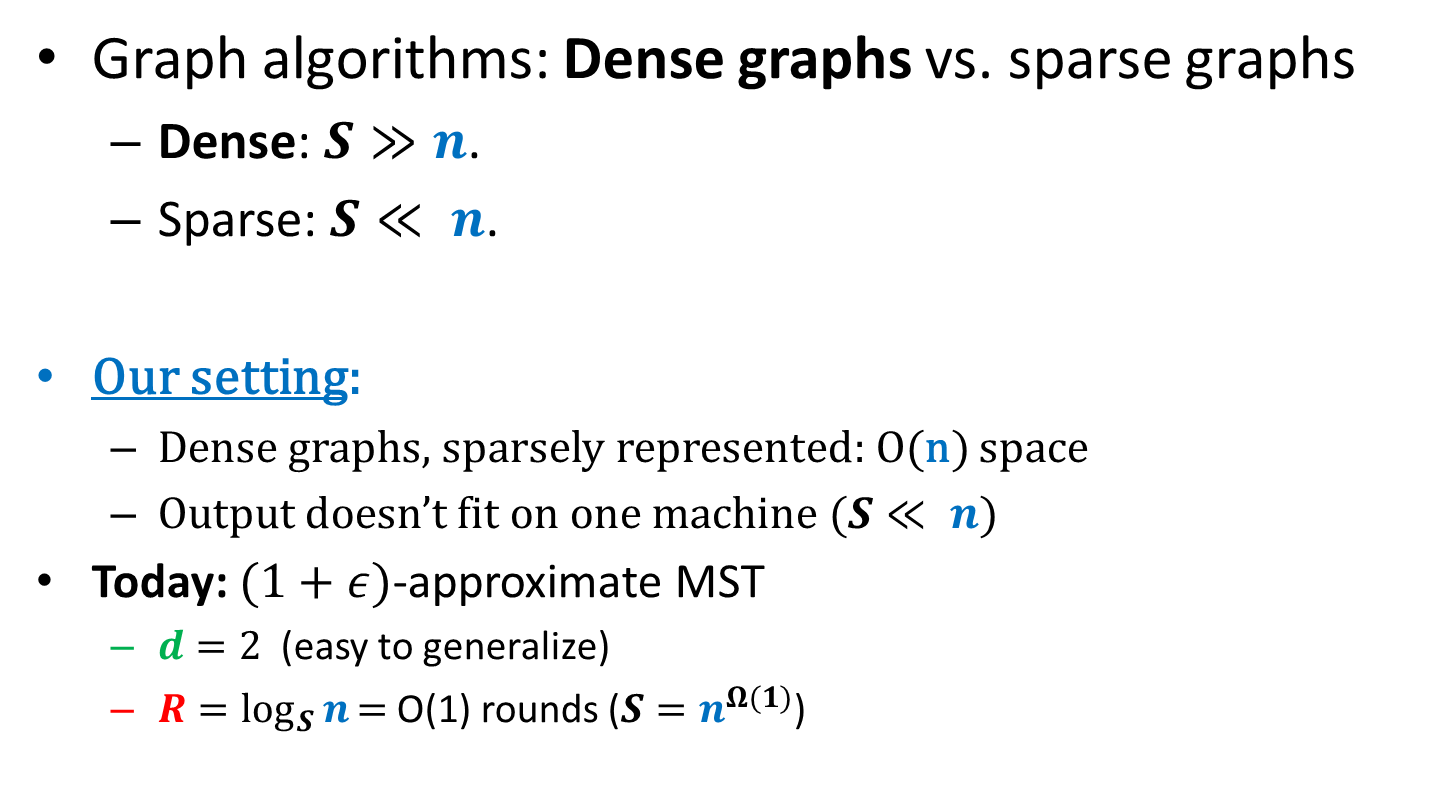 • Graph algorithms: Dense graphs vs. sparse graphs
– Dense: S ≫ n.
– Sparse: S ≪ n.
• Our setting:
– Dense graphs, sparsely represented: O(n) space
– Output doesn’t fit on one machine (S ≪ n)
• Today: (1 + ϵ)-approximate MST
– d = 2 (easy to generalize)
– R = log_S n = O(1) rounds (S = n^Ω(1))